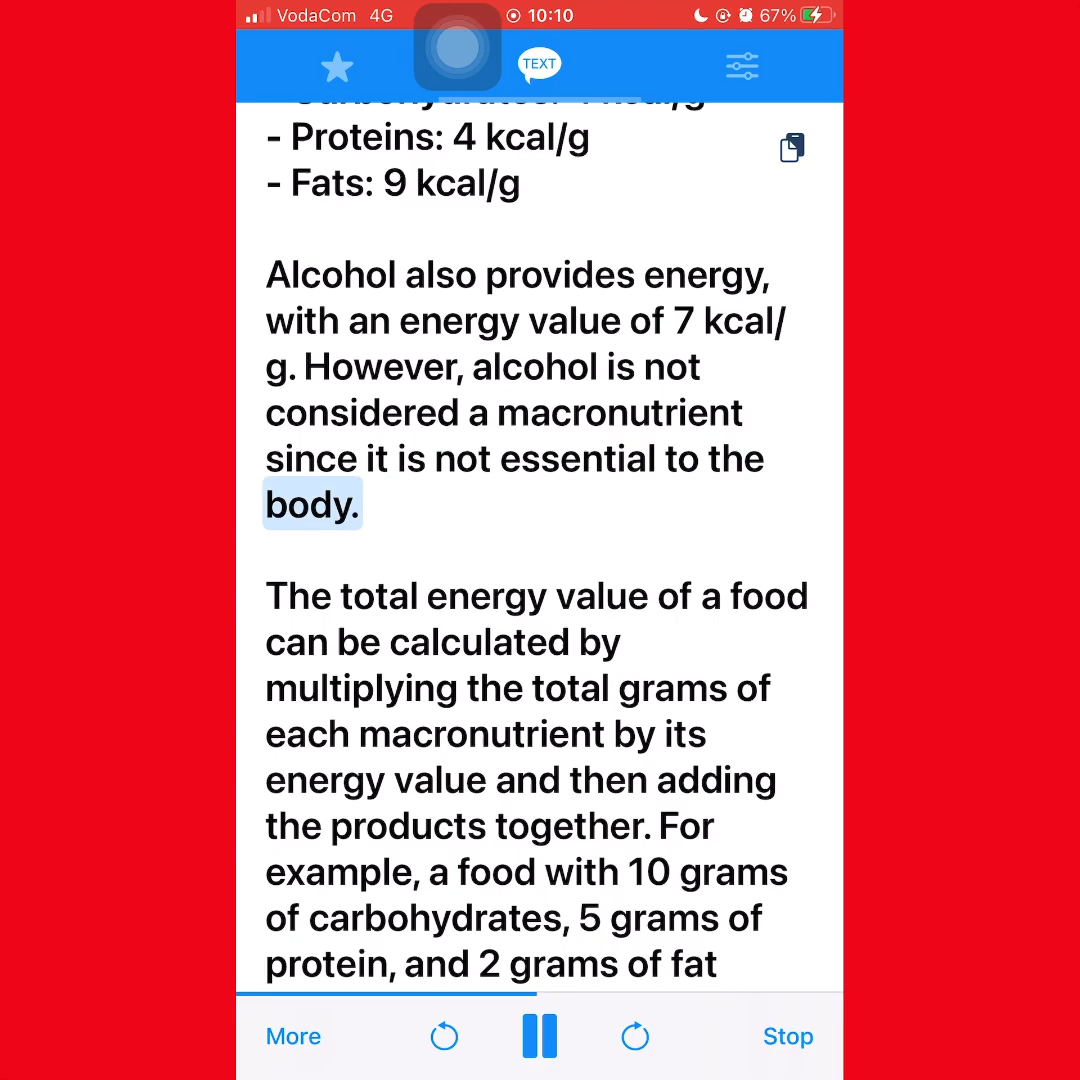 VodaCom 4G 10:10 67%
TEXT
- Proteins: 4 kcal/g
- Fats: 9 kcal/g
Alcohol also provides energy,
with an energy value of 7 kcal/
g. However, alcohol is not
considered a macronutrient
since it is not essential to the
body.
The total energy value of a food
can be calculated by
multiplying the total grams of
each macronutrient by its
energy value and then adding
the products together. For
example, a food with 10 grams
of carbohydrates, 5 grams of
protein, and 2 grams of fat
More Stop